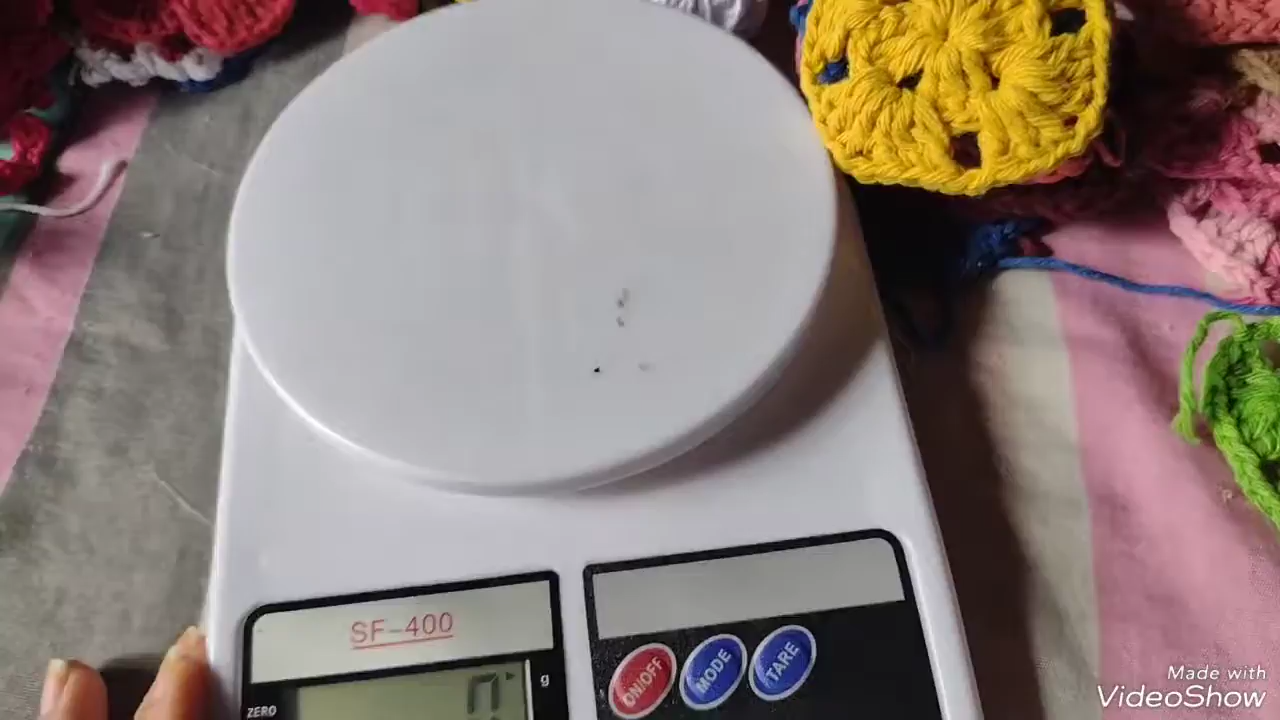 SF-400
g
ZERO
ON/OFF
MODE
TARE
Made with
VideoShow